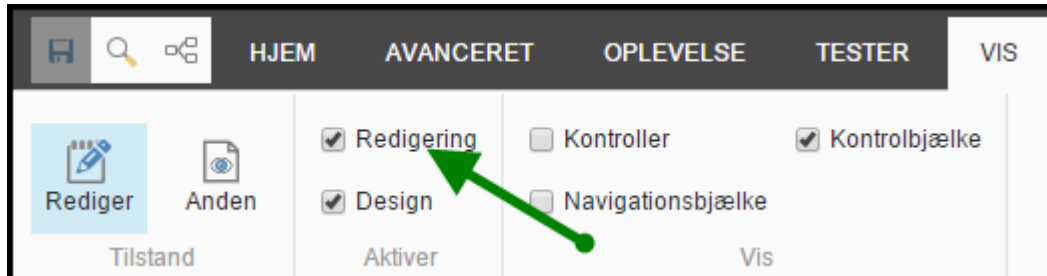 HJEM AVANCERET OPLEVELSE TESTER VIS
Redigering Kontroller Kontrolbjælke
Rediger Anden Design Navigationsbjælke
Tilstand Aktiver Vis